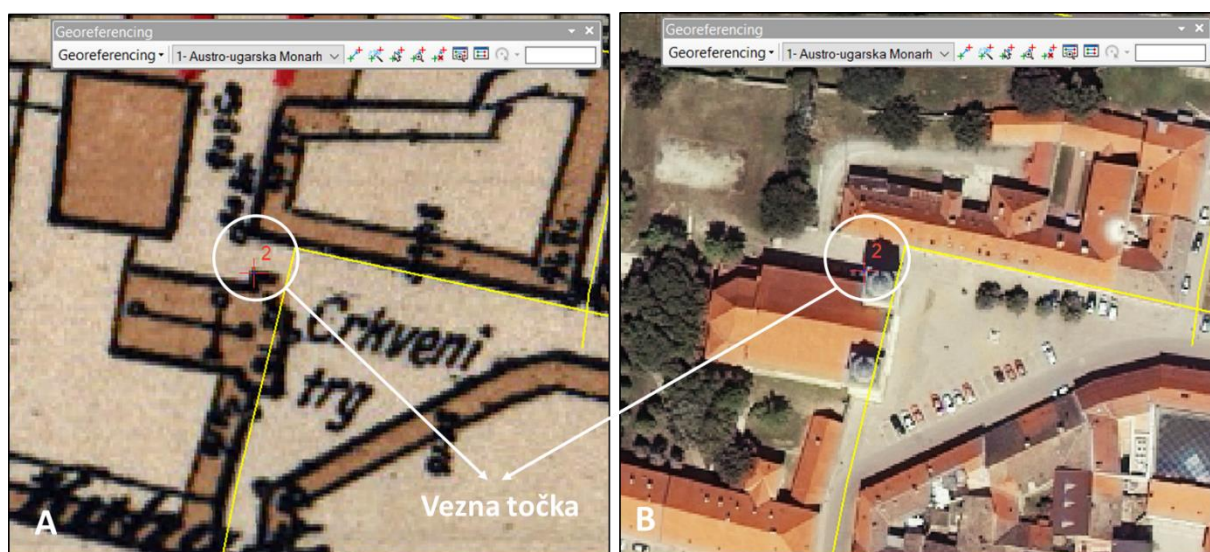 Georeferencing
Georeferencing
1- Austro-ugarska Monarh
2
Crkveni
trg
Vezna točka
A
Georeferencing
Georeferencing
1- Austro-ugarska Monarh
2
B